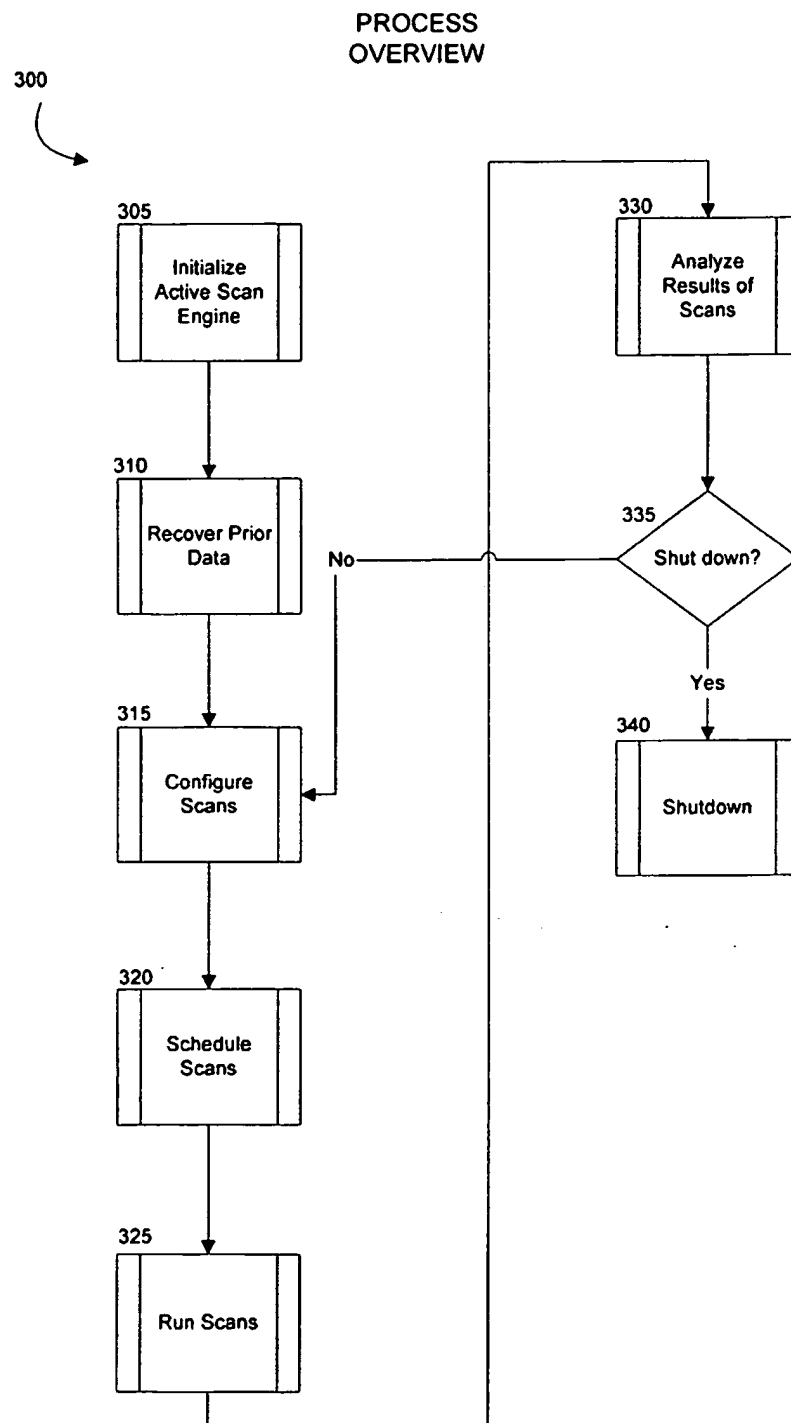 PROCESS
OVERVIEW
300
305
Initialize
Active Scan
Engine
310
Recover Prior
Data
315
Configure
Scans
320
Schedule
Scans
325
Run Scans
330
Analyze
Results of
Scans
335
Shut down?
No
Yes
340
Shutdown